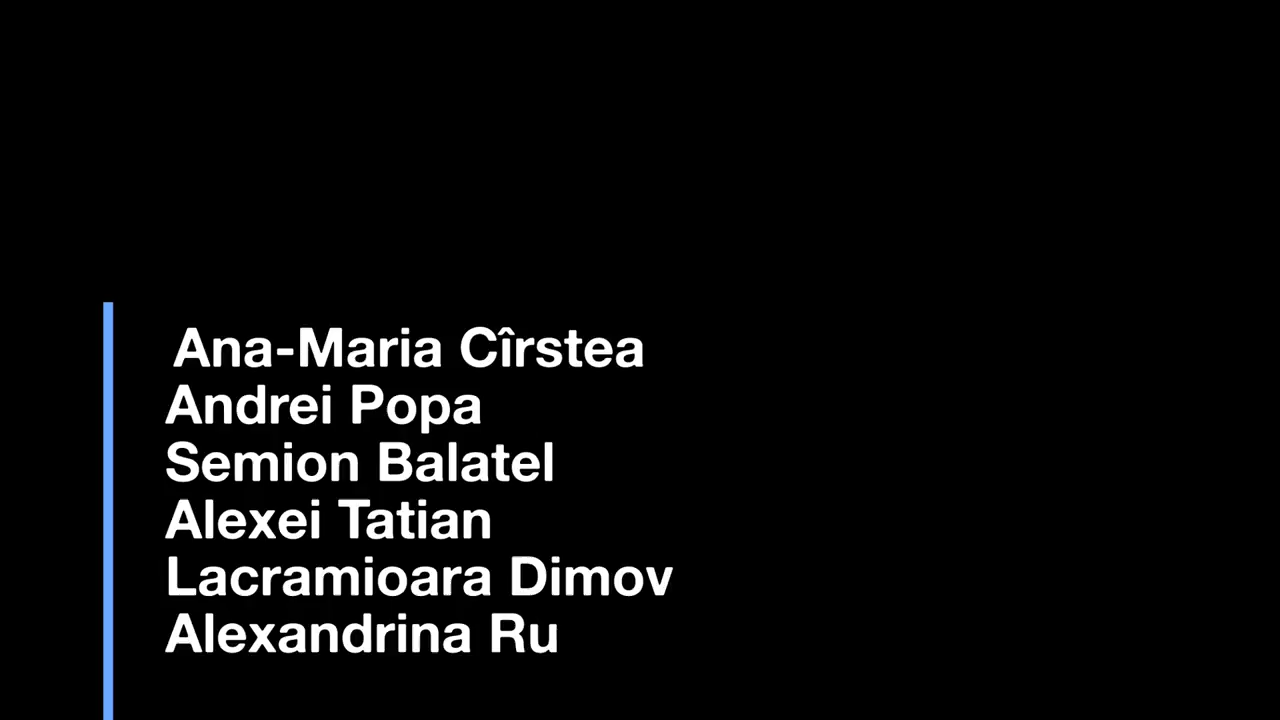 Ana-Maria Cîrstea
Andrei Popa
Semion Balatel
Alexei Tatian
Lacramioara Dimov
Alexandrina Ru